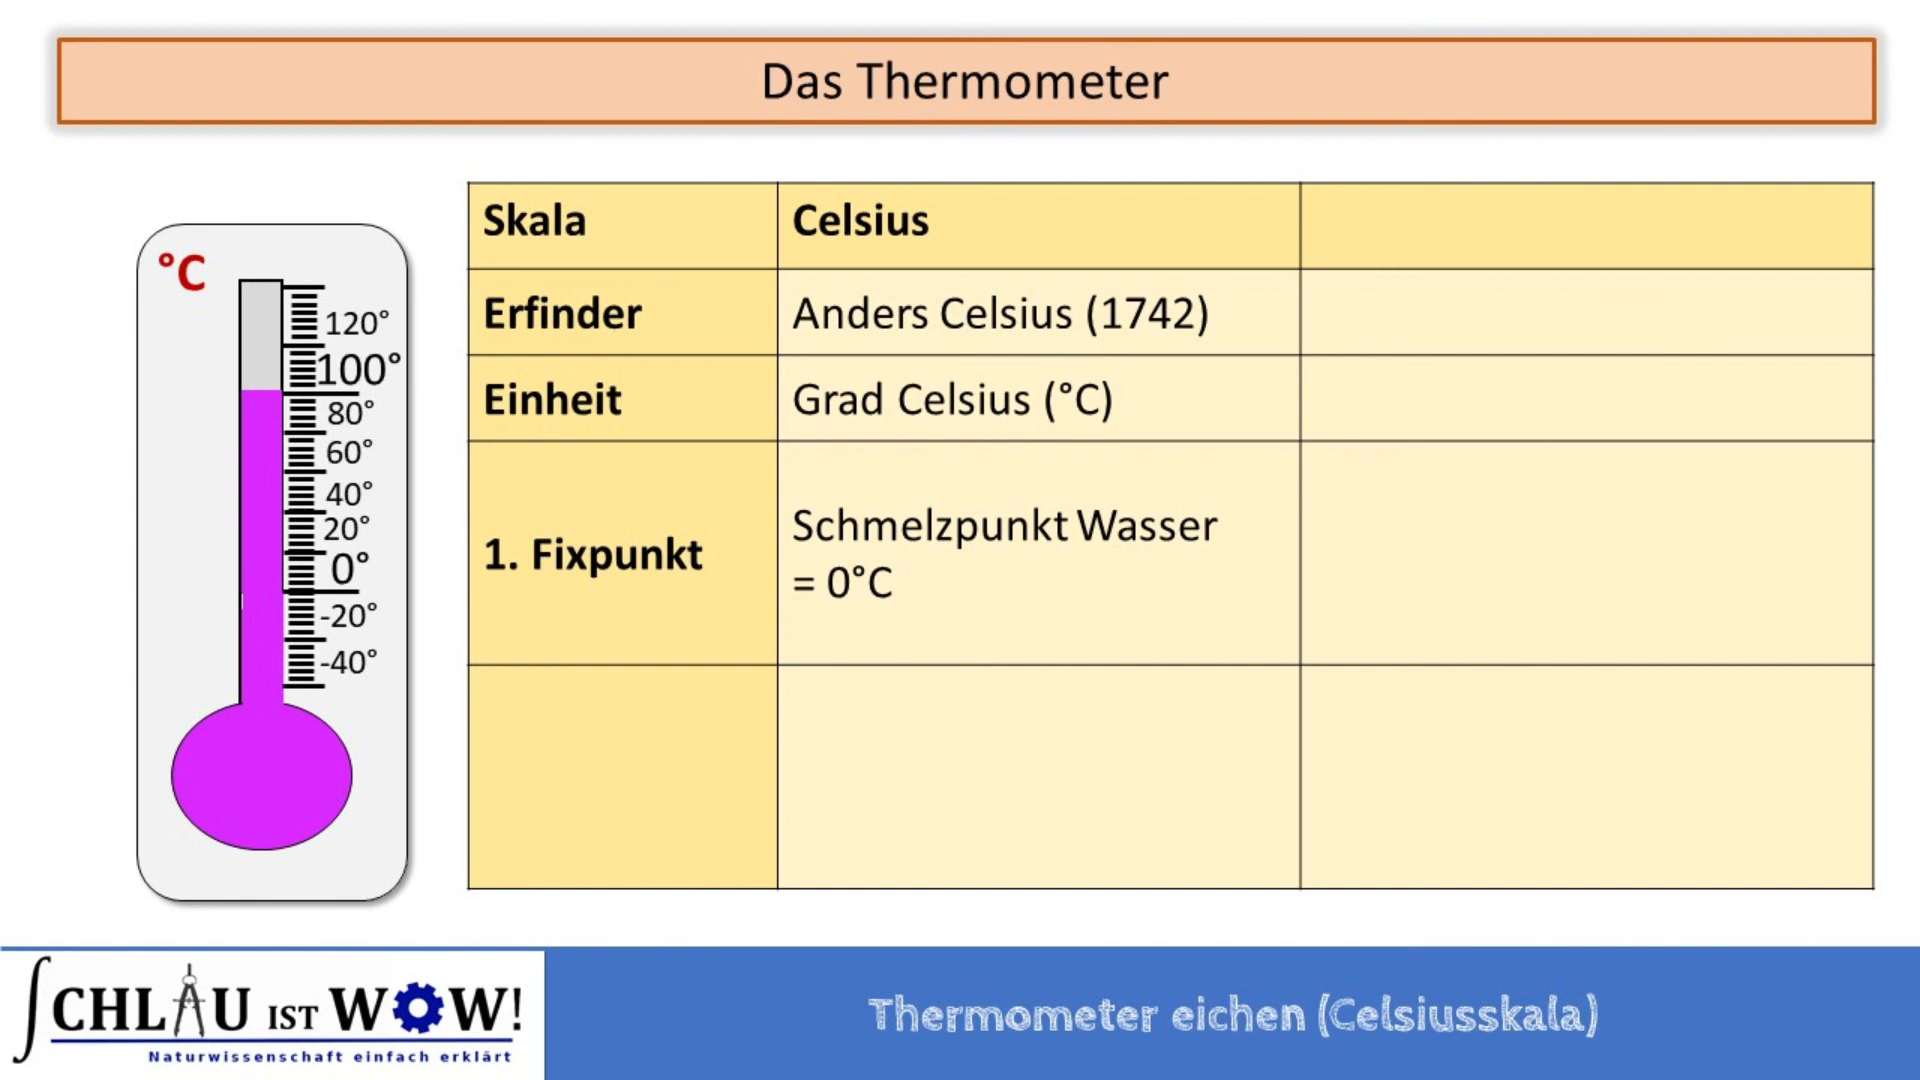 Das Thermometer
°C
120°
100°
80°
60°
40°
20°
0°
-20°
-40°
Skala
Celsius
Erfinder
Anders Celsius (1742)
Einheit
Grad Celsius (°C)
1. Fixpunkt
Schmelzpunkt Wasser
= 0°C
SCHLAU IST WOW!
Naturwissenschaft einfach erklärt
Thermometer eichen (Celsiusskala)